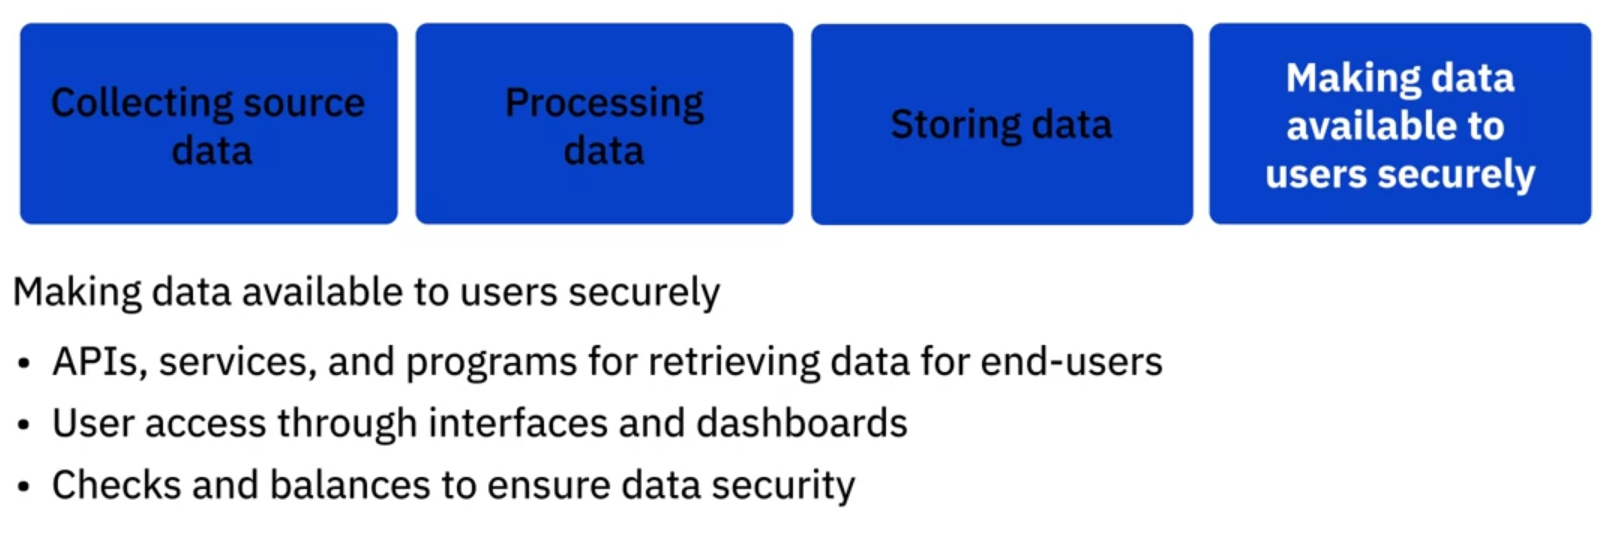 Collecting source
data
Processing
data
Storing data
Making data
available to
users securely
Making data available to users securely
• APIs, services, and programs for retrieving data for end-users
• User access through interfaces and dashboards
• Checks and balances to ensure data security